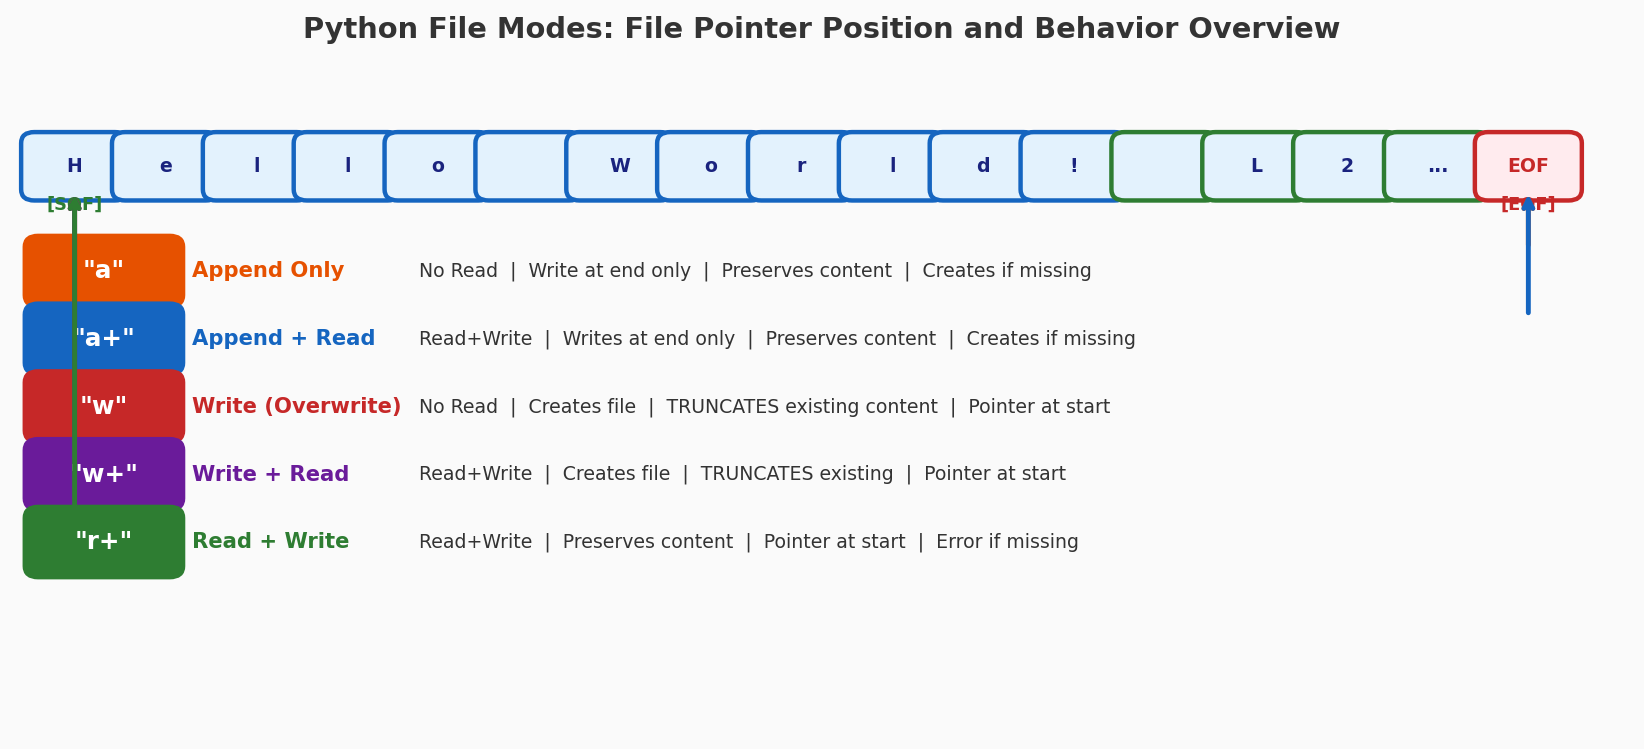 Python File Modes: File Pointer Position and Behavior Overview
H e l l o W o r l d ! L 2 ... EOF
[SOF] [EOF]
"a" Append Only No Read | Write at end only | Preserves content | Creates if missing
"a+" Append + Read Read+Write | Writes at end only | Preserves content | Creates if missing
"w" Write (Overwrite) No Read | Creates file | TRUNCATES existing content | Pointer at start
"w+" Write + Read Read+Write | Creates file | TRUNCATES existing | Pointer at start
"r+" Read + Write Read+Write | Preserves content | Pointer at start | Error if missing